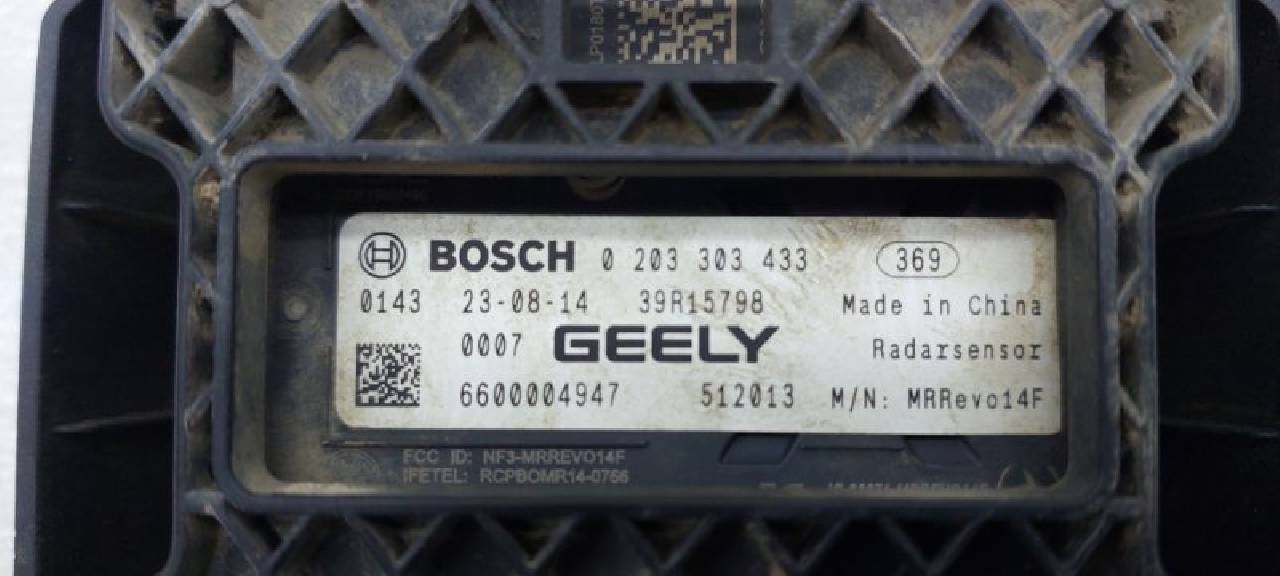 BOSCH 0 203 303 433 369
0143 23-08-14 39R15798 Made in China
0007 GEELY Radarsensor
6600004947 512013 M/N: MRRevo14F
FCC ID: NF3-MRREVO14F
IFETEL: RCPBOMR14-0766